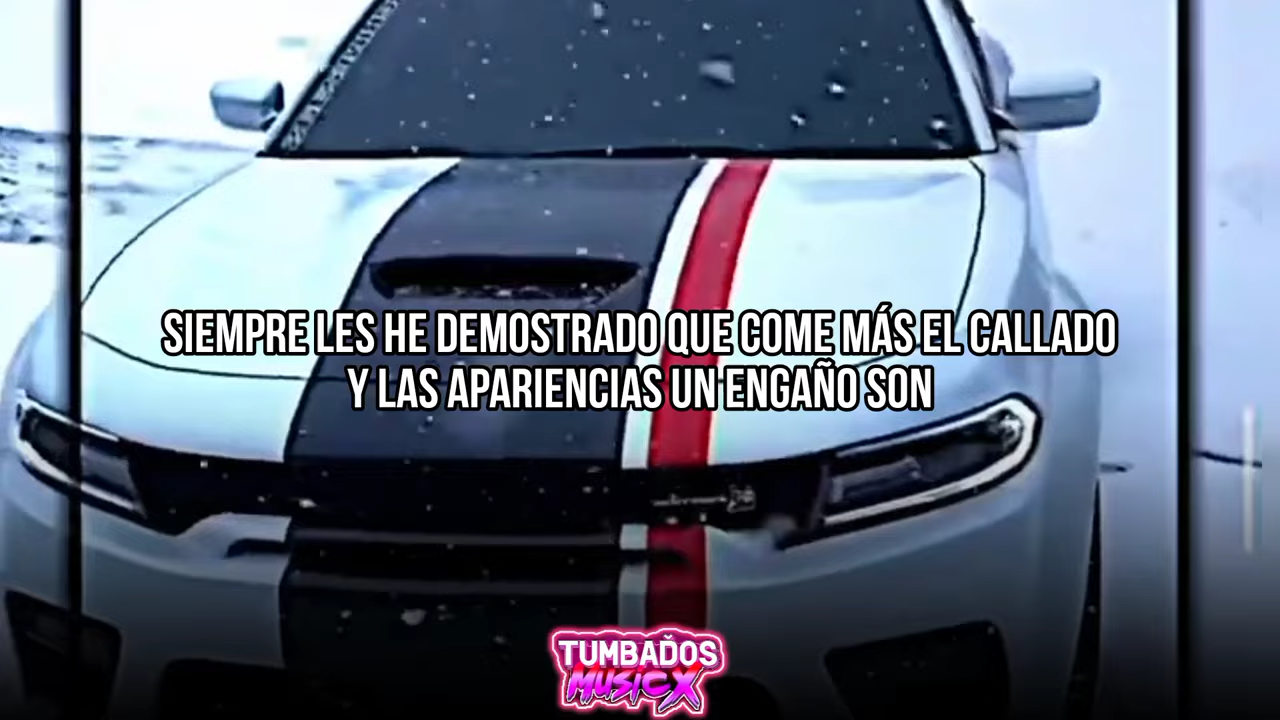 SIEMPRE LES HE DEMOSTRADO QUE COME MÁS EL CALLADO
Y LAS APARIENCIAS UN ENGAÑO SON
TUMBADOS
MUSIC X